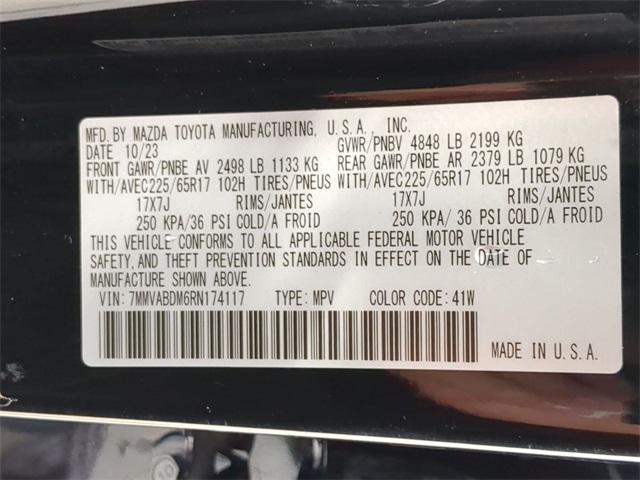 MFD. BY MAZDA TOYOTA MANUFACTURING, U.S.A., INC.
DATE 10/23 GVWR/PNBV 4848 LB 2199 KG
FRONT GAWR/PNBE AV 2498 LB 1133 KG REAR GAWR/PNBE AR 2379 LB 1079 KG
WITH/AVEC225/65R17 102H TIRES/PNEUS WITH/AVEC225/65R17 102H TIRES/PNEUS
17X7J RIMS/JANTES 17X7J RIMS/JANTES
250 KPA/36 PSI COLD/A FROID 250 KPA/ 36 PSI COLD/A FROID
THIS VEHICLE CONFORMS TO ALL APPLICABLE FEDERAL MOTOR VEHICLE
SAFETY, AND THEFT PREVENTION STANDARDS IN EFFECT ON THE DATE OF
MANUFACTURE SHOWN ABOVE.
VIN: 7MMVABDM6RN174117 TYPE: MPV COLOR CODE: 41W
MADE IN U.S.A.